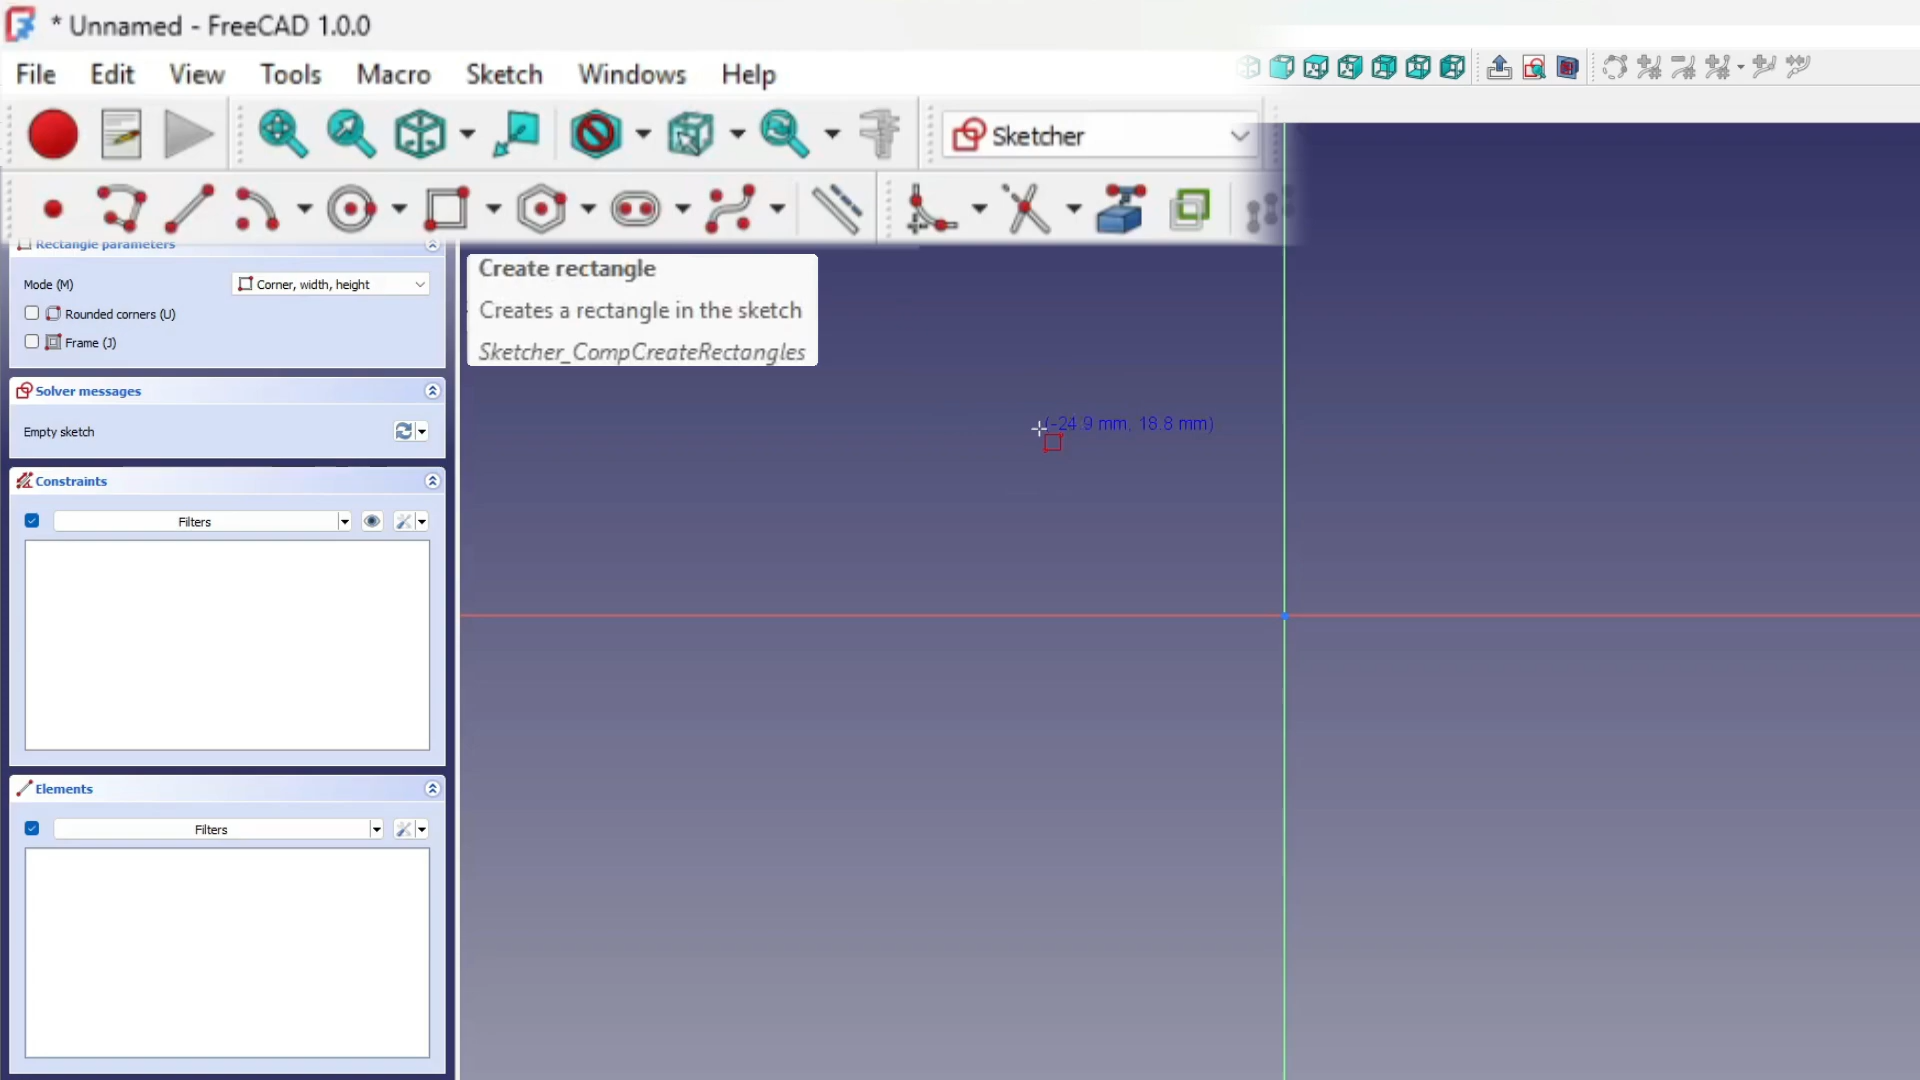 * Unnamed - FreeCAD 1.0.0
File Edit View Tools Macro Sketch Windows Help
Sketcher
Rectangle parameters
Mode (M) Corner, width, height
Rounded corners (U)
Frame (J)
Create rectangle
Creates a rectangle in the sketch
Sketcher_CompCreateRectangles
Solver messages
Empty sketch
(-24.9 mm, 18.8 mm)
Constraints
Filters
Elements
Filters